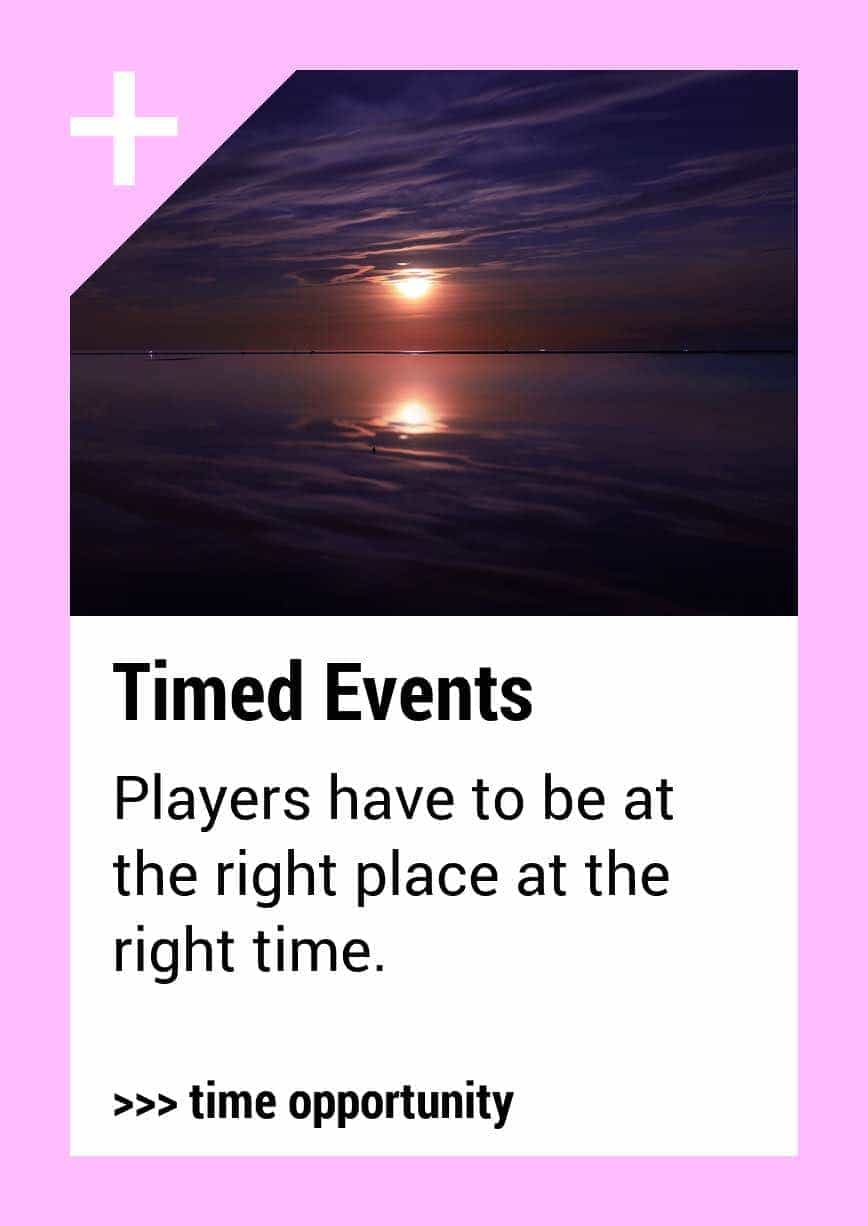 Timed Events
Players have to be at
the right place at the
right time.
>>> time opportunity